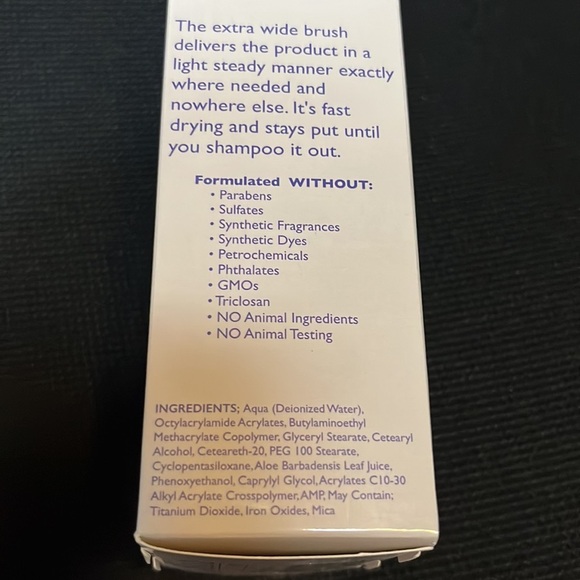 The extra wide brush
delivers the product in a
light steady manner exactly
where needed and
nowhere else. It's fast
drying and stays put until
you shampoo it out.
Formulated WITHOUT:
• Parabens
• Sulfates
• Synthetic Fragrances
• Synthetic Dyes
• Petrochemicals
• Phthalates
• GMOs
• Triclosan
• NO Animal Ingredients
• NO Animal Testing
INGREDIENTS; Aqua (Deionized Water),
Octylacrylamide Acrylates, Butylaminoethyl
Methacrylate Copolymer, Glyceryl Stearate, Cetearyl
Alcohol, Ceteareth-20, PEG 100 Stearate,
Cyclopentasiloxane, Aloe Barbadensis Leaf Juice,
Phenoxyethanol, Caprylyl Glycol, Acrylates C10-30
Alkyl Acrylate Crosspolymer, AMP, May Contain;
Titanium Dioxide, Iron Oxides, Mica